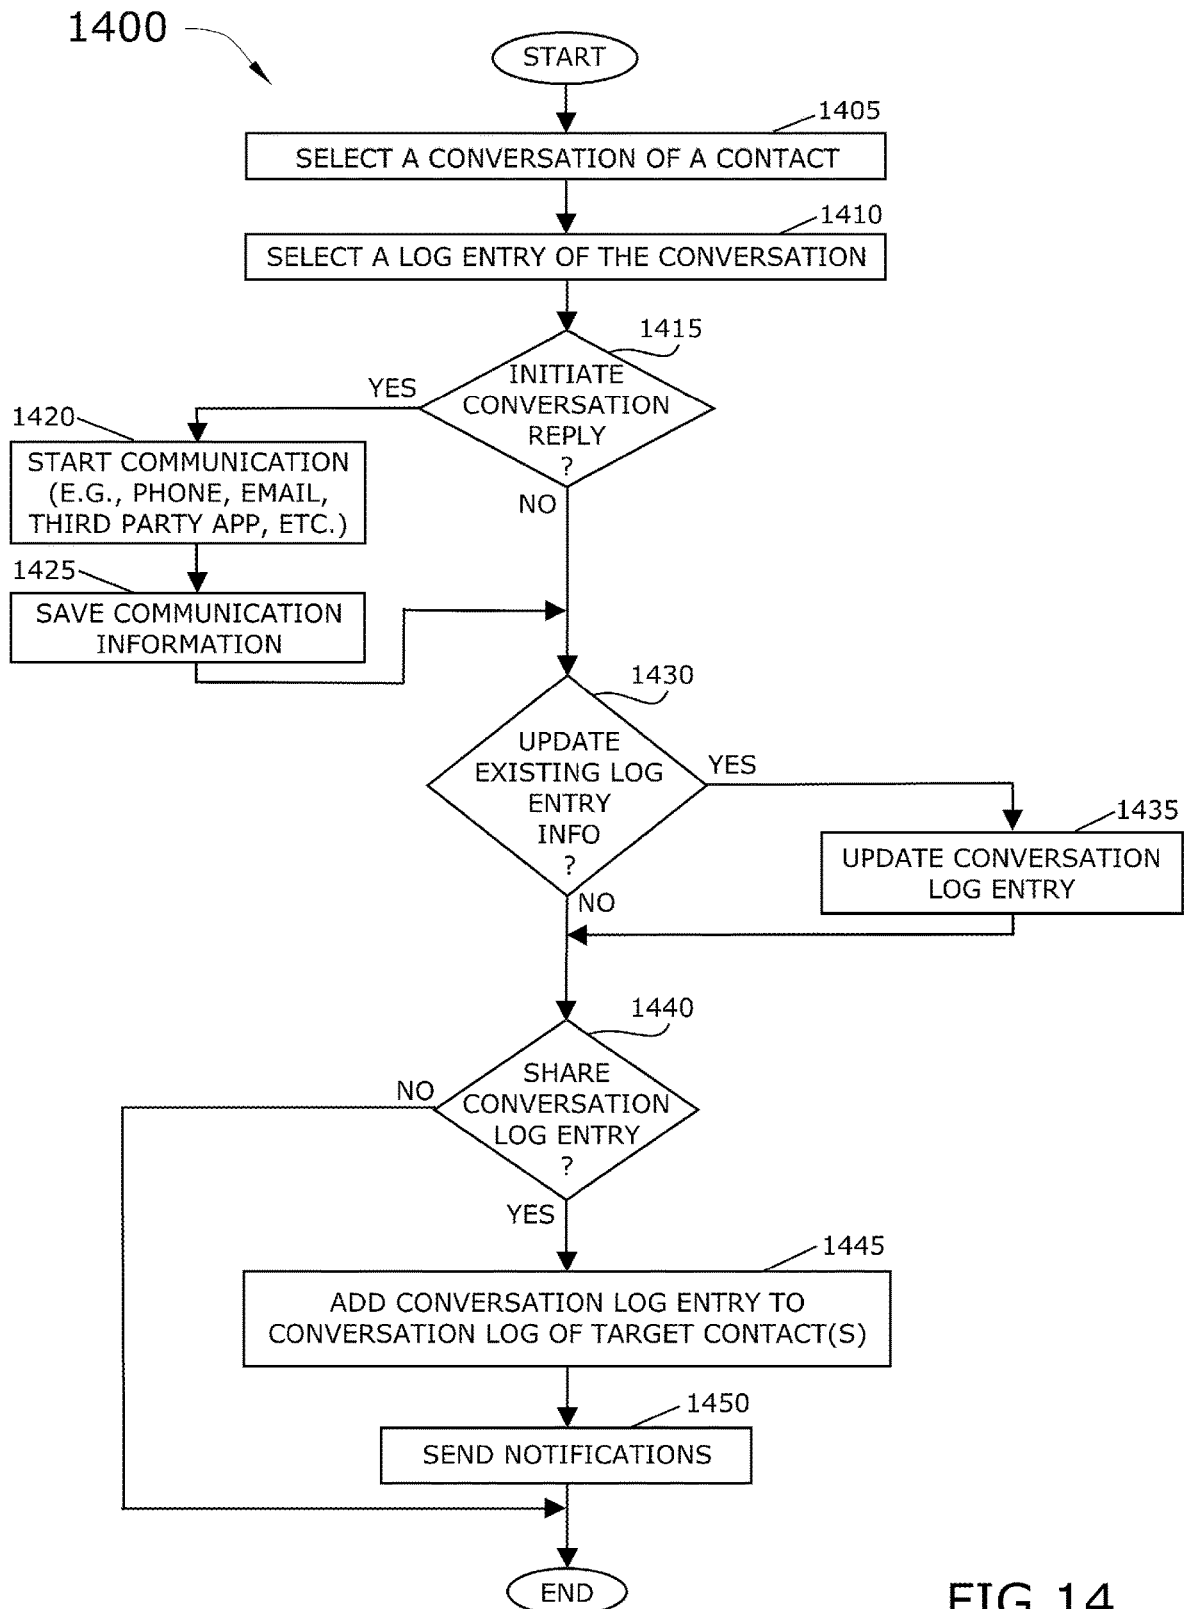 1400
START
1405
SELECT A CONVERSATION OF A CONTACT
1410
SELECT A LOG ENTRY OF THE CONVERSATION
1415
INITIATE
CONVERSATION
REPLY
?
YES
NO
1420
START COMMUNICATION
(E.G., PHONE, EMAIL,
THIRD PARTY APP, ETC.)
1425
SAVE COMMUNICATION
INFORMATION
1430
UPDATE
EXISTING LOG
ENTRY
INFO
?
YES
NO
1435
UPDATE CONVERSATION
LOG ENTRY
1440
SHARE
CONVERSATION
LOG ENTRY
?
NO
YES
1445
ADD CONVERSATION LOG ENTRY TO
CONVERSATION LOG OF TARGET CONTACT(S)
1450
SEND NOTIFICATIONS
END
FIG 14